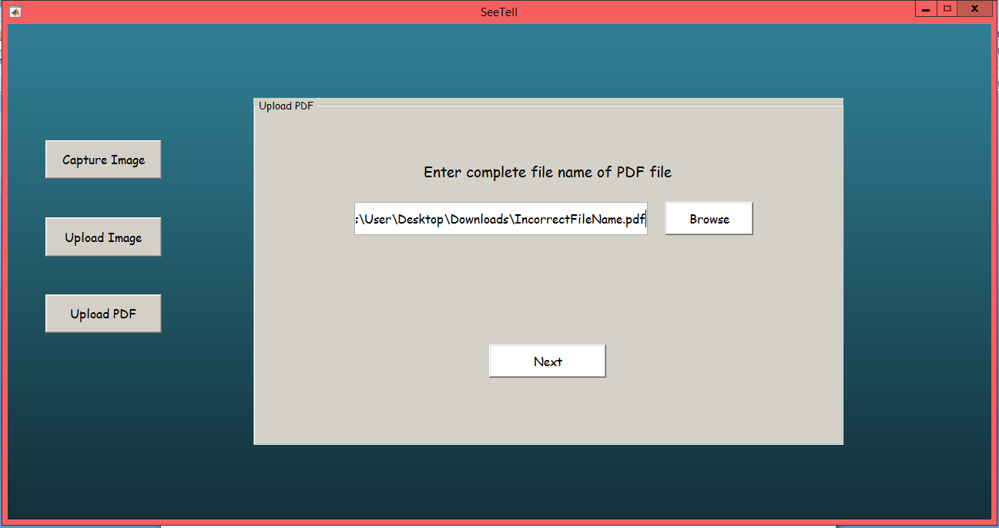 SeeTell
Upload PDF
Capture Image
Upload Image
Upload PDF
Enter complete file name of PDF file
:\User\Desktop\Downloads\IncorrectFileName.pdf
Browse
Next